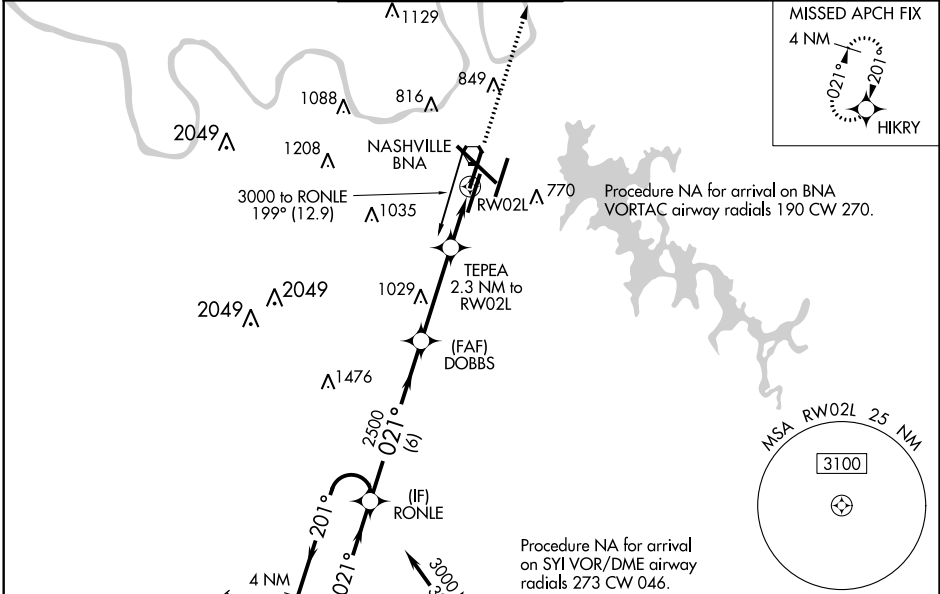 1129
MISSED APCH FIX
4 NM
021°
201°
HIKRY
849
1088
816
2049
1208
NASHVILLE
BNA
3000 to RONLE
199° (12.9)
1035
RW02L
770
Procedure NA for arrival on BNA
VORTAC airway radials 190 CW 270.
TEPEA
2.3 NM to
RW02L
1029
2049
2049
(FAF)
DOBBS
1476
2500
021°
(6)
MSA RW02L 25 NM
3100
(IF)
RONLE
201°
021°
4 NM
3000
Procedure NA for arrival
on SYI VOR/DME airway
radials 273 CW 046.